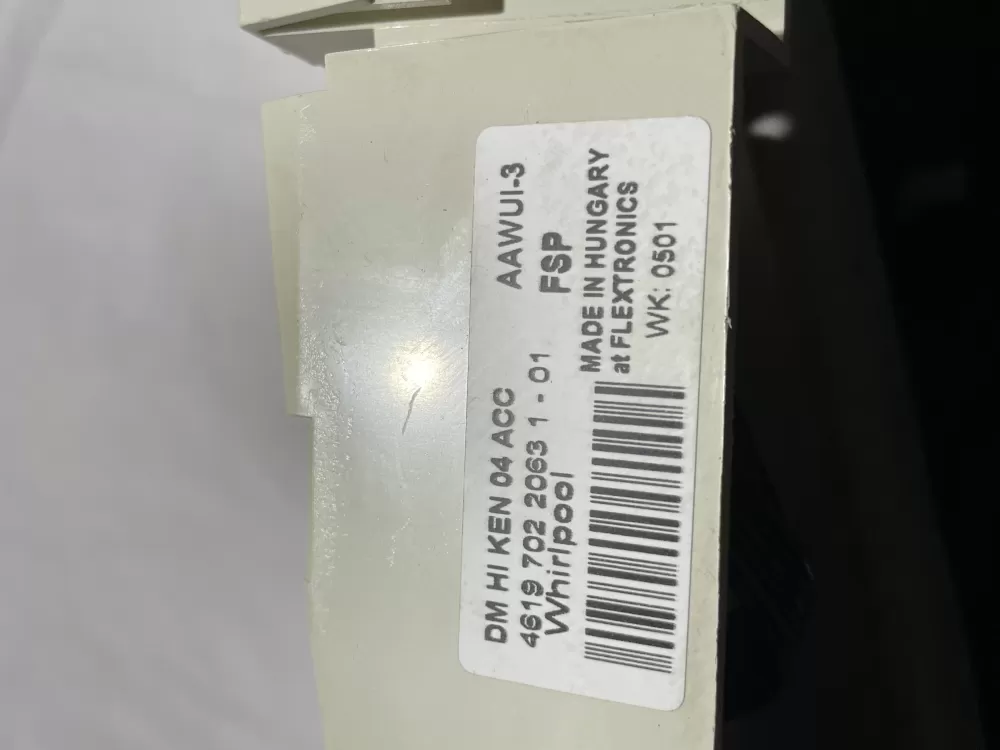 DM HI KEN 04 ACC AAWUI-3
4619 702 2063 1 - 01
Whirlpool FSP
MADE IN HUNGARY
at FLEXTRONICS
WK: 0501